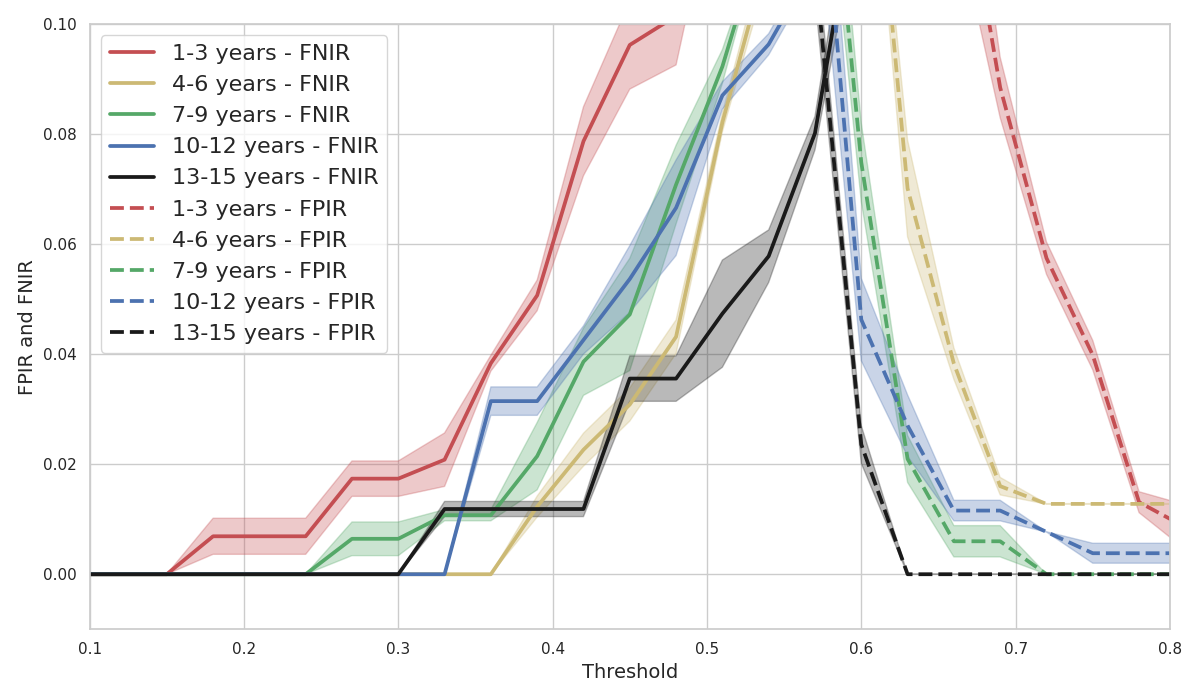 FPIR and FNIR
0.10
0.08
0.06
0.04
0.02
0.00
1-3 years - FNIR
4-6 years - FNIR
7-9 years - FNIR
10-12 years - FNIR
13-15 years - FNIR
1-3 years - FPIR
4-6 years - FPIR
7-9 years - FPIR
10-12 years - FPIR
13-15 years - FPIR
0.1 0.2 0.3 0.4 0.5 0.6 0.7 0.8
Threshold